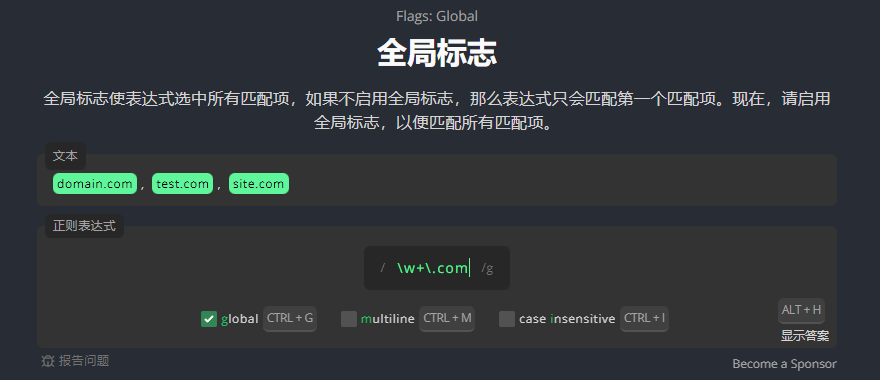 Flags: Global
全局标志
全局标志使表达式选中所有匹配项，如果不启用全局标志，那么表达式只会匹配第一个匹配项。现在，请启用
全局标志，以便匹配所有匹配项。
文本
domain.com, test.com, site.com
正则表达式
/ \w+\.com /g
global CTRL + G multiline CTRL + M case insensitive CTRL + I
ALT + H
显示答案
报告问题
Become a Sponsor